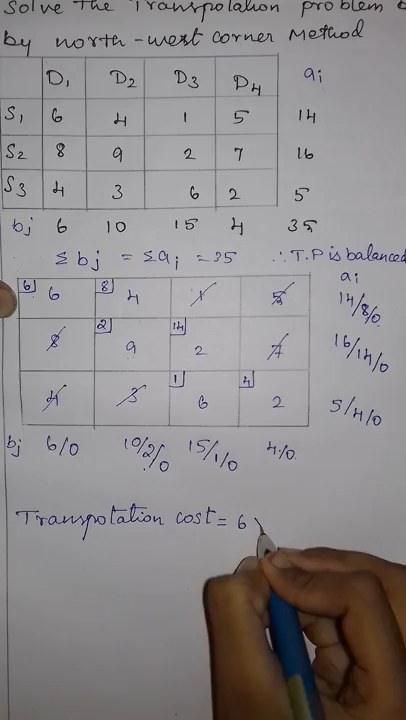 Solve the Transpotation problem
by north-west corner Method
D1 D2 D3 D4 ai
S1 6 4 1 5 14
S2 8 9 2 7 16
S3 4 3 6 2 5
bj 6 10 15 4 35
Σbj = Σai = 35 ∴ T.P is balanced
ai
6 6 8 4 1 5 14/8/0
8 2 9 14 2 7 16/14/0
4 3 1 6 4 2 5/4/0
bj 6/0 10/2/0 15/1/0 4/0
Transpotation cost = 6